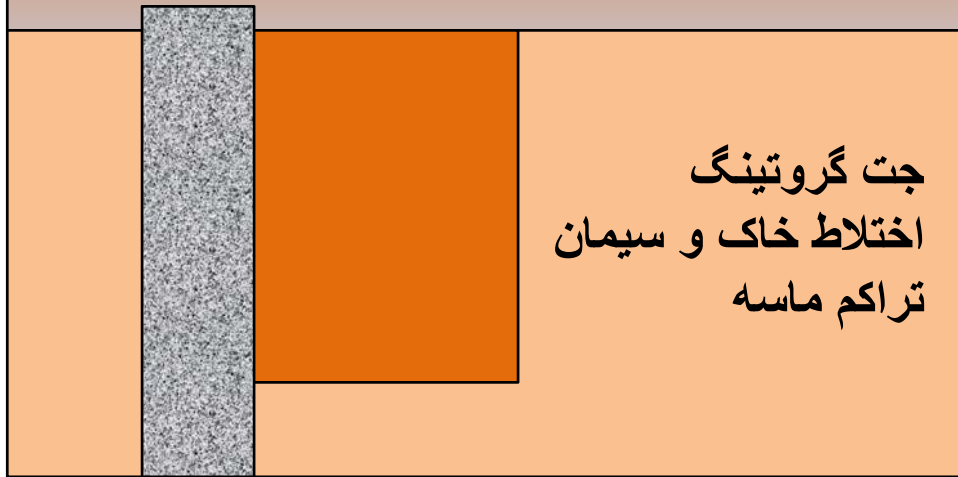 جت گروتینگ
اختلاط خاک و سیمان
تراکم ماسه